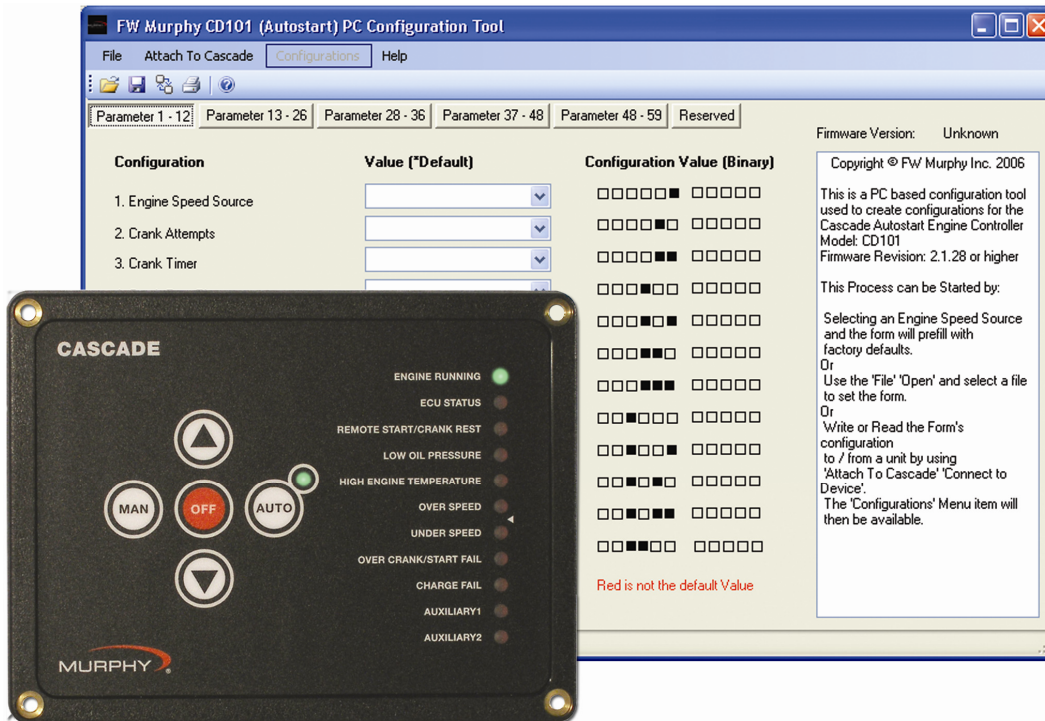 FW Murphy CD101 (Autostart) PC Configuration Tool
File Attach To Cascade Configurations Help
Parameter 1 - 12 Parameter 13 - 26 Parameter 28 - 36 Parameter 37 - 48 Parameter 48 - 59 Reserved
Firmware Version: Unknown
Configuration Value (*Default) Configuration Value (Binary)
1. Engine Speed Source
2. Crank Attempts
3. Crank Timer
Red is not the default Value
Copyright © FW Murphy Inc. 2006
This is a PC based configuration tool
used to create configurations for the
Cascade Autostart Engine Controller
Model: CD101
Firmware Revision: 2.1.28 or higher
This Process can be Started by:
Selecting an Engine Speed Source
and the form will prefill with
factory defaults.
Or
Use the 'File' 'Open' and select a file
to set the form.
Or
Write or Read the Form's
configuration
to / from a unit by using
'Attach To Cascade' 'Connect to
Device'.
The 'Configurations' Menu item will
then be available.
CASCADE
ENGINE RUNNING
ECU STATUS
REMOTE START/CRANK REST
LOW OIL PRESSURE
HIGH ENGINE TEMPERATURE
OVER SPEED
UNDER SPEED
OVER CRANK/START FAIL
CHARGE FAIL
AUXILIARY1
AUXILIARY2
MAN OFF AUTO
MURPHY